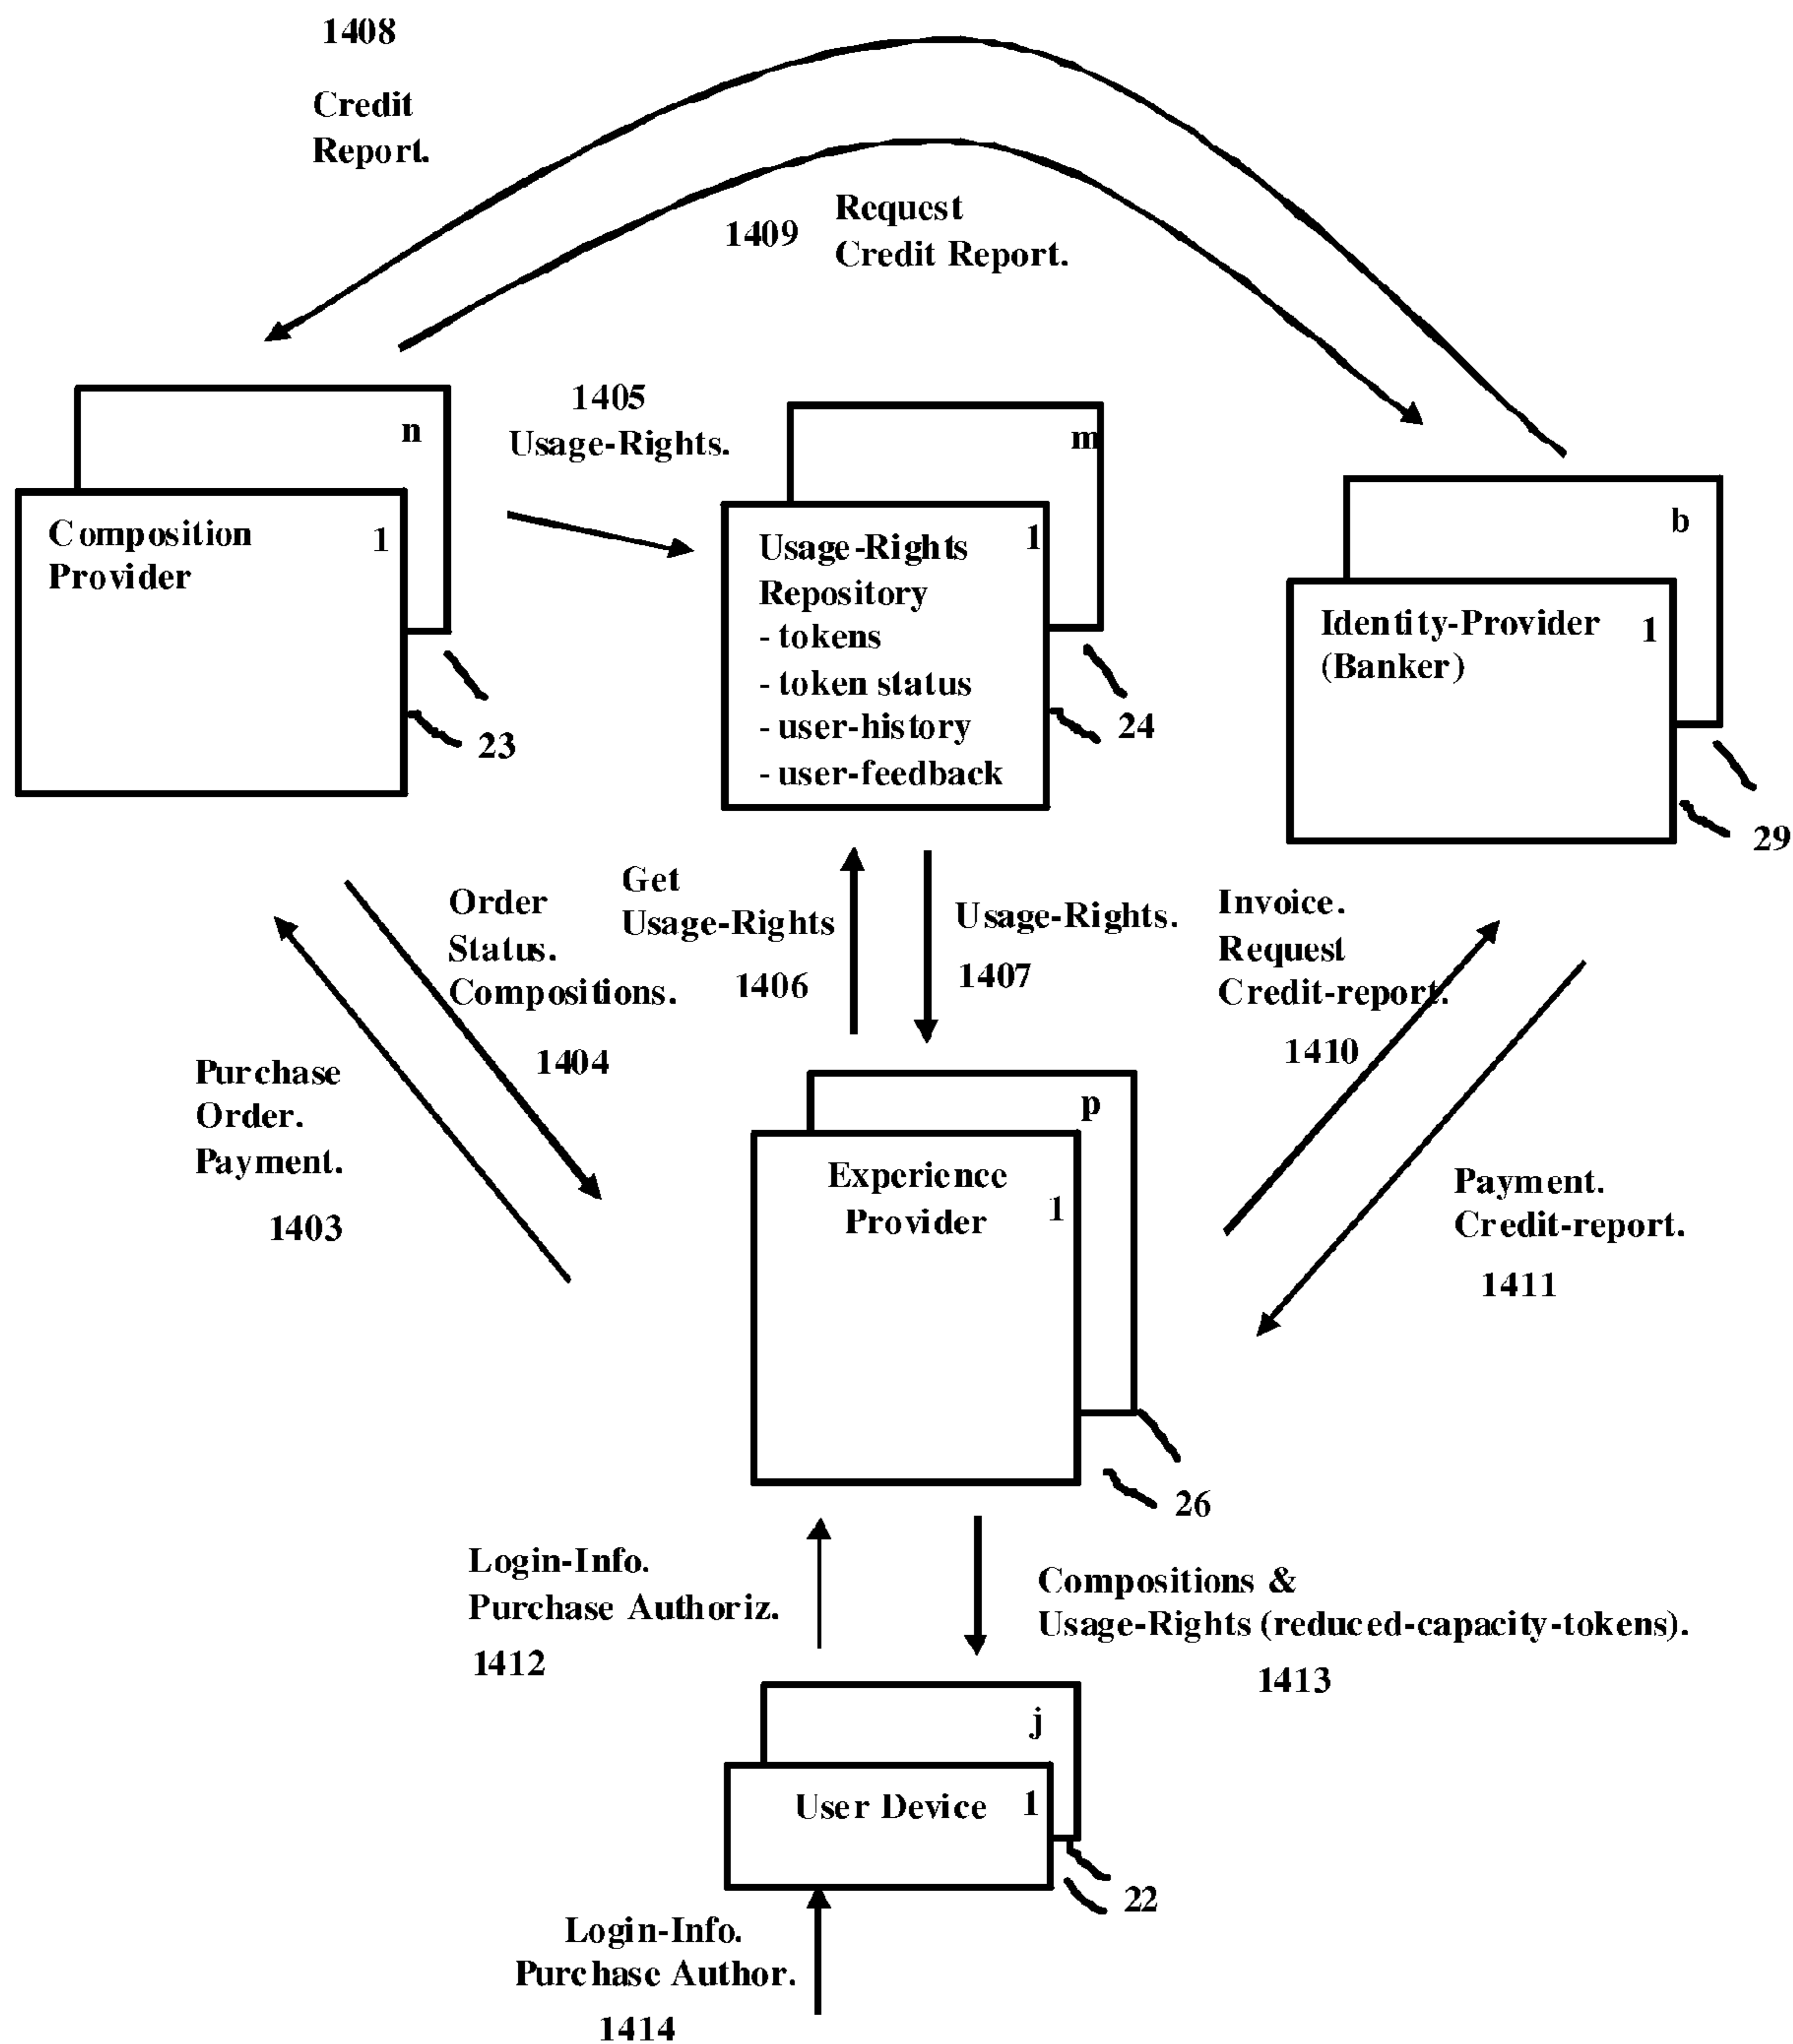 1408
Credit
Report.
1409
Request
Credit Report.
1405
Usage-Rights.
n
Composition
Provider
1
23
m
Usage-Rights
Repository
- tokens
- token status
- user-history
- user-feedback
1
24
b
Identity-Provider
(Banker)
1
29
Order
Status.
Compositions.
1404
Purchase
Order.
Payment.
1403
Get
Usage-Rights
1406
Usage-Rights.
1407
Invoice.
Request
Credit-report.
1410
Payment.
Credit-report.
1411
p
Experience
Provider
1
26
Login-Info.
Purchase Authoriz.
1412
Compositions &
Usage-Rights (reduced-capacity-tokens).
1413
j
User Device
1
22
Login-Info.
Purchase Author.
1414